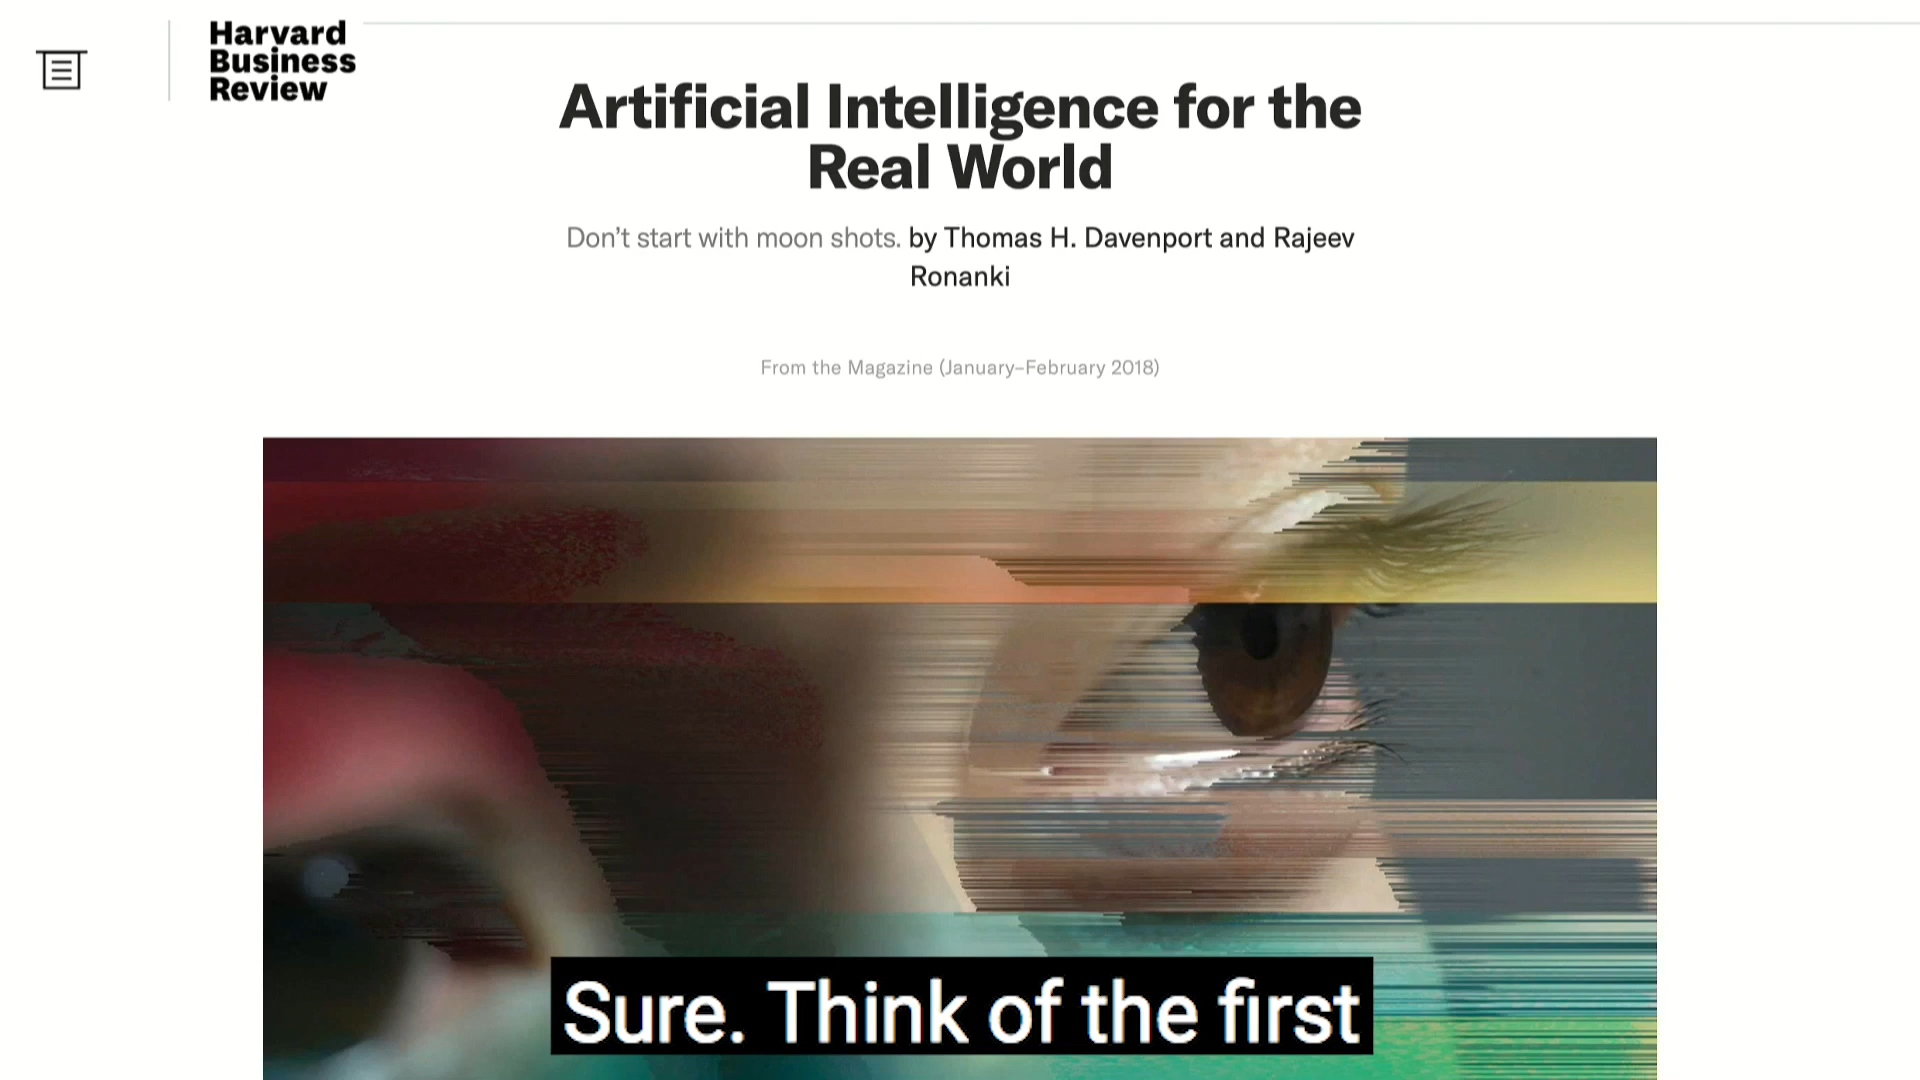 Harvard
Business
Review
Artificial Intelligence for the
Real World
Don’t start with moon shots. by Thomas H. Davenport and Rajeev
Ronanki
From the Magazine (January–February 2018)
Sure. Think of the first